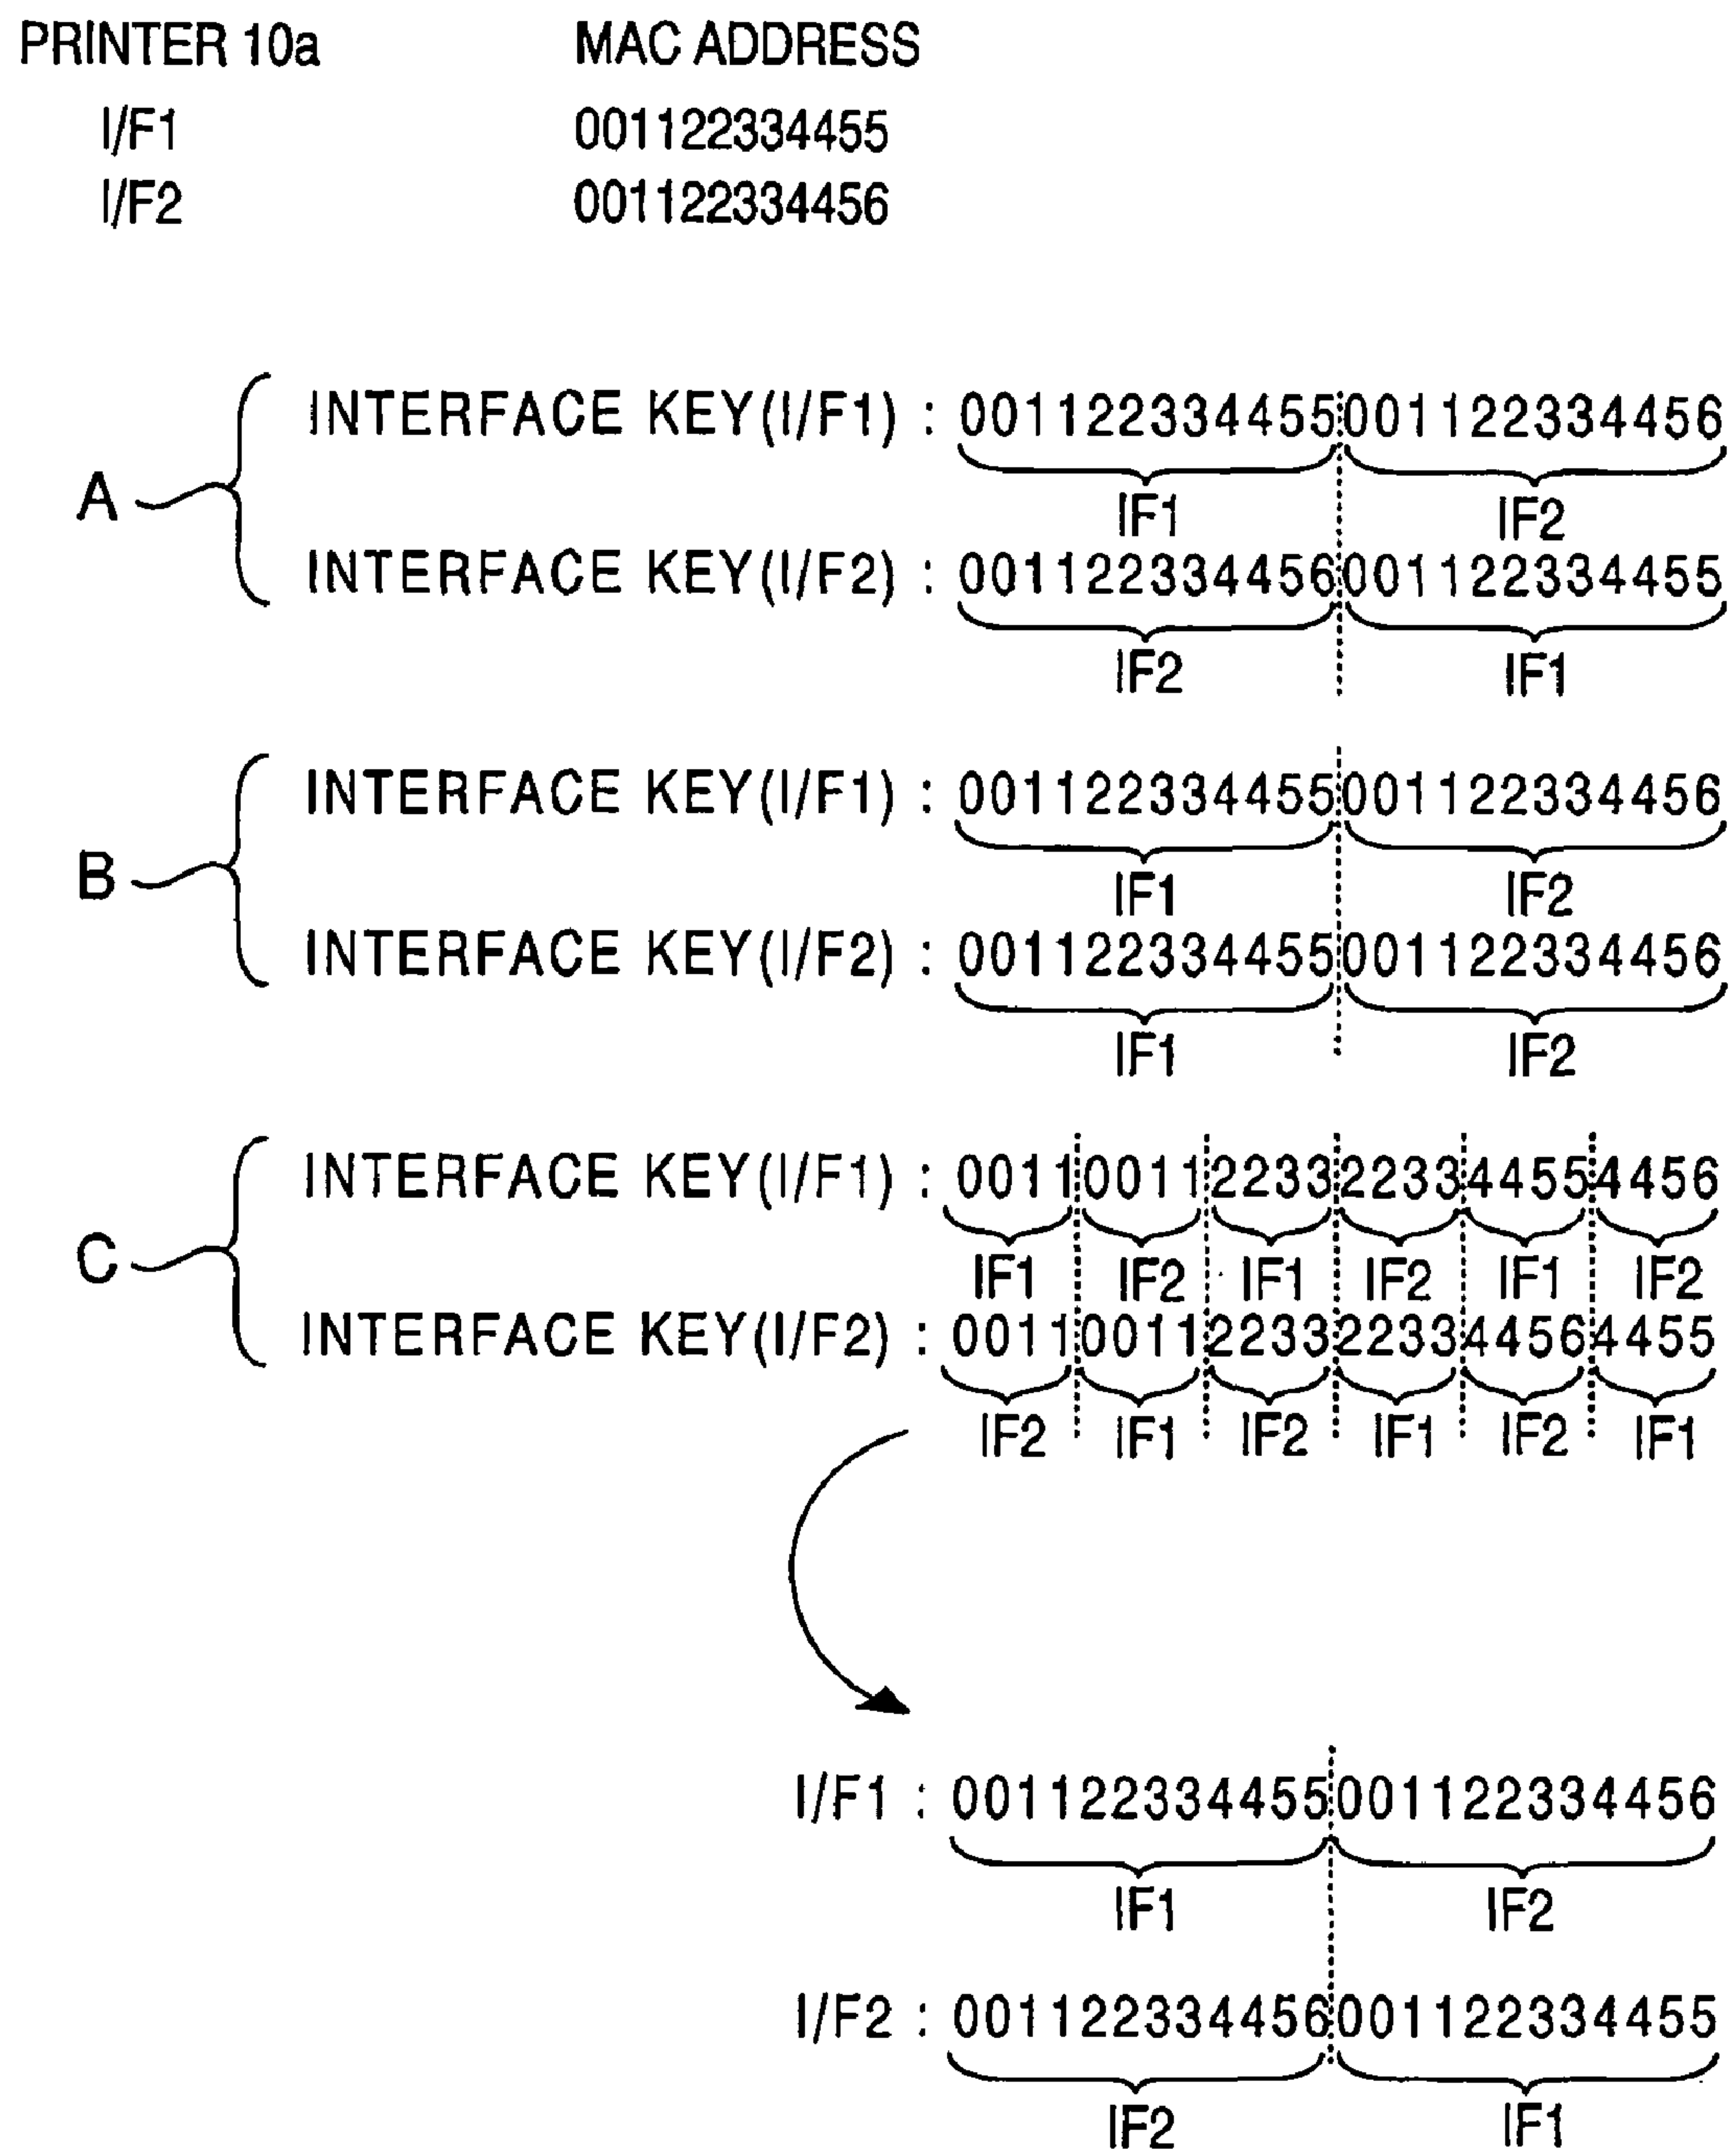 PRINTER 10a MAC ADDRESS
I/F1 001122334455
I/F2 001122334456
A
INTERFACE KEY(I/F1) : 001122334455001122334456
IF1 IF2
INTERFACE KEY(I/F2) : 001122334456001122334455
IF2 IF1
B
INTERFACE KEY(I/F1) : 001122334455001122334456
IF1 IF2
INTERFACE KEY(I/F2) : 001122334455001122334456
IF1 IF2
C
INTERFACE KEY(I/F1) : 001100112233223344554456
IF1 IF2 IF1 IF2 IF1 IF2
INTERFACE KEY(I/F2) : 001100112233223344564455
IF2 IF1 IF2 IF1 IF2 IF1
I/F1 : 001122334455001122334456
IF1 IF2
I/F2 : 001122334456001122334455
IF2 IF1